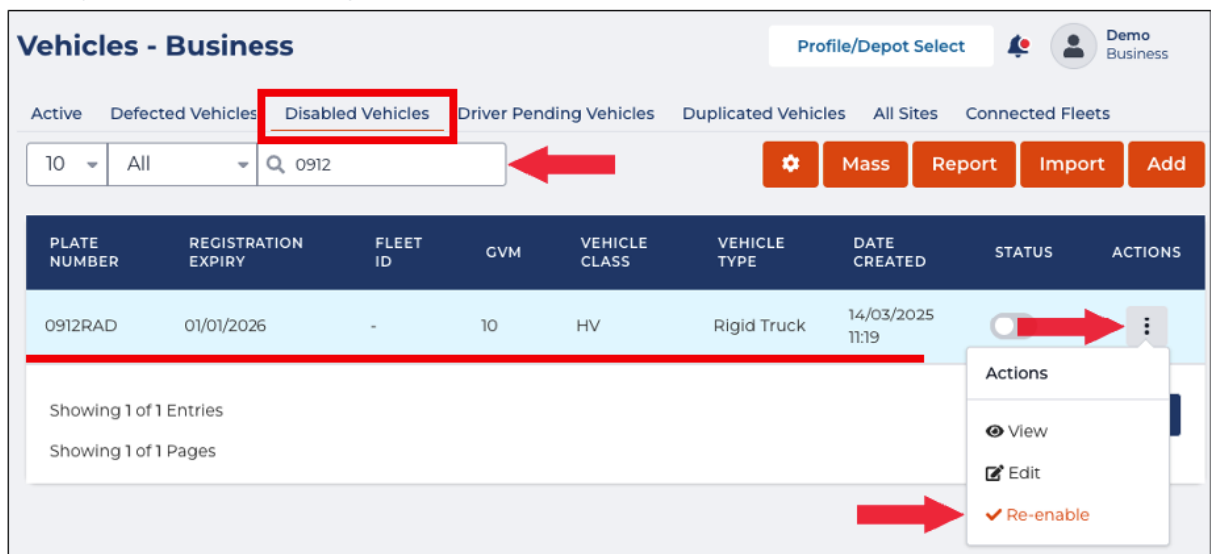 Vehicles - Business
Profile/Depot Select
Demo
Business
Active Defected Vehicles Disabled Vehicles Driver Pending Vehicles Duplicated Vehicles All Sites Connected Fleets
10 All 0912 Mass Report Import Add
PLATE NUMBER REGISTRATION EXPIRY FLEET ID GVM VEHICLE CLASS VEHICLE TYPE DATE CREATED STATUS ACTIONS
0912RAD 01/01/2026 - 10 HV Rigid Truck 14/03/2025 11:19
Actions
Showing 1 of 1 Entries
View
Showing 1 of 1 Pages
Edit
Re-enable